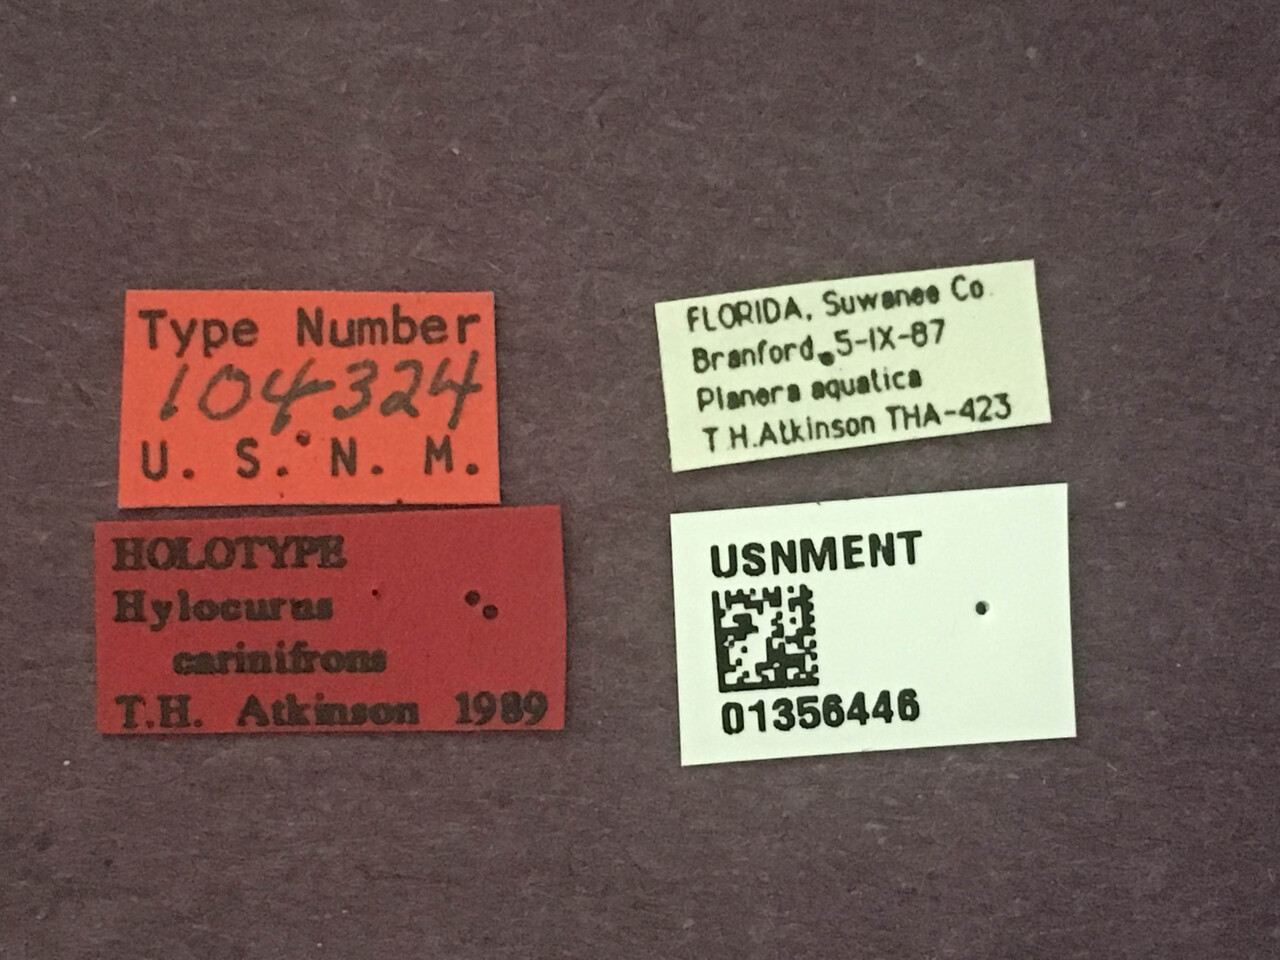 Type Number
104324
U. S. N. M.
HOLOTYPE
Hylocurus
carinifrons
T.H. Atkinson 1989
FLORIDA, Suwanee Co.
Branford, 5-IX-87
Planera aquatica
T.H.Atkinson THA-423
USNMENT
01356446